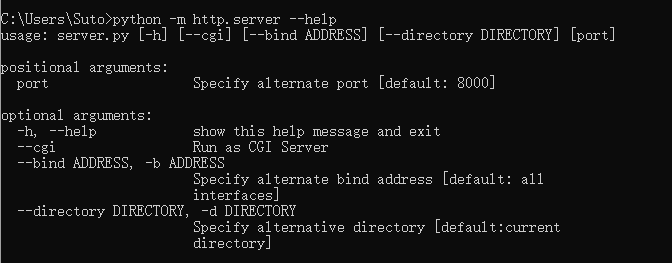 C:\Users\Suto>python -m http.server --help
usage: server.py [-h] [--cgi] [--bind ADDRESS] [--directory DIRECTORY] [port]
positional arguments:
port Specify alternate port [default: 8000]
optional arguments:
-h, --help show this help message and exit
--cgi Run as CGI Server
--bind ADDRESS, -b ADDRESS
Specify alternate bind address [default: all
interfaces]
--directory DIRECTORY, -d DIRECTORY
Specify alternative directory [default:current
directory]